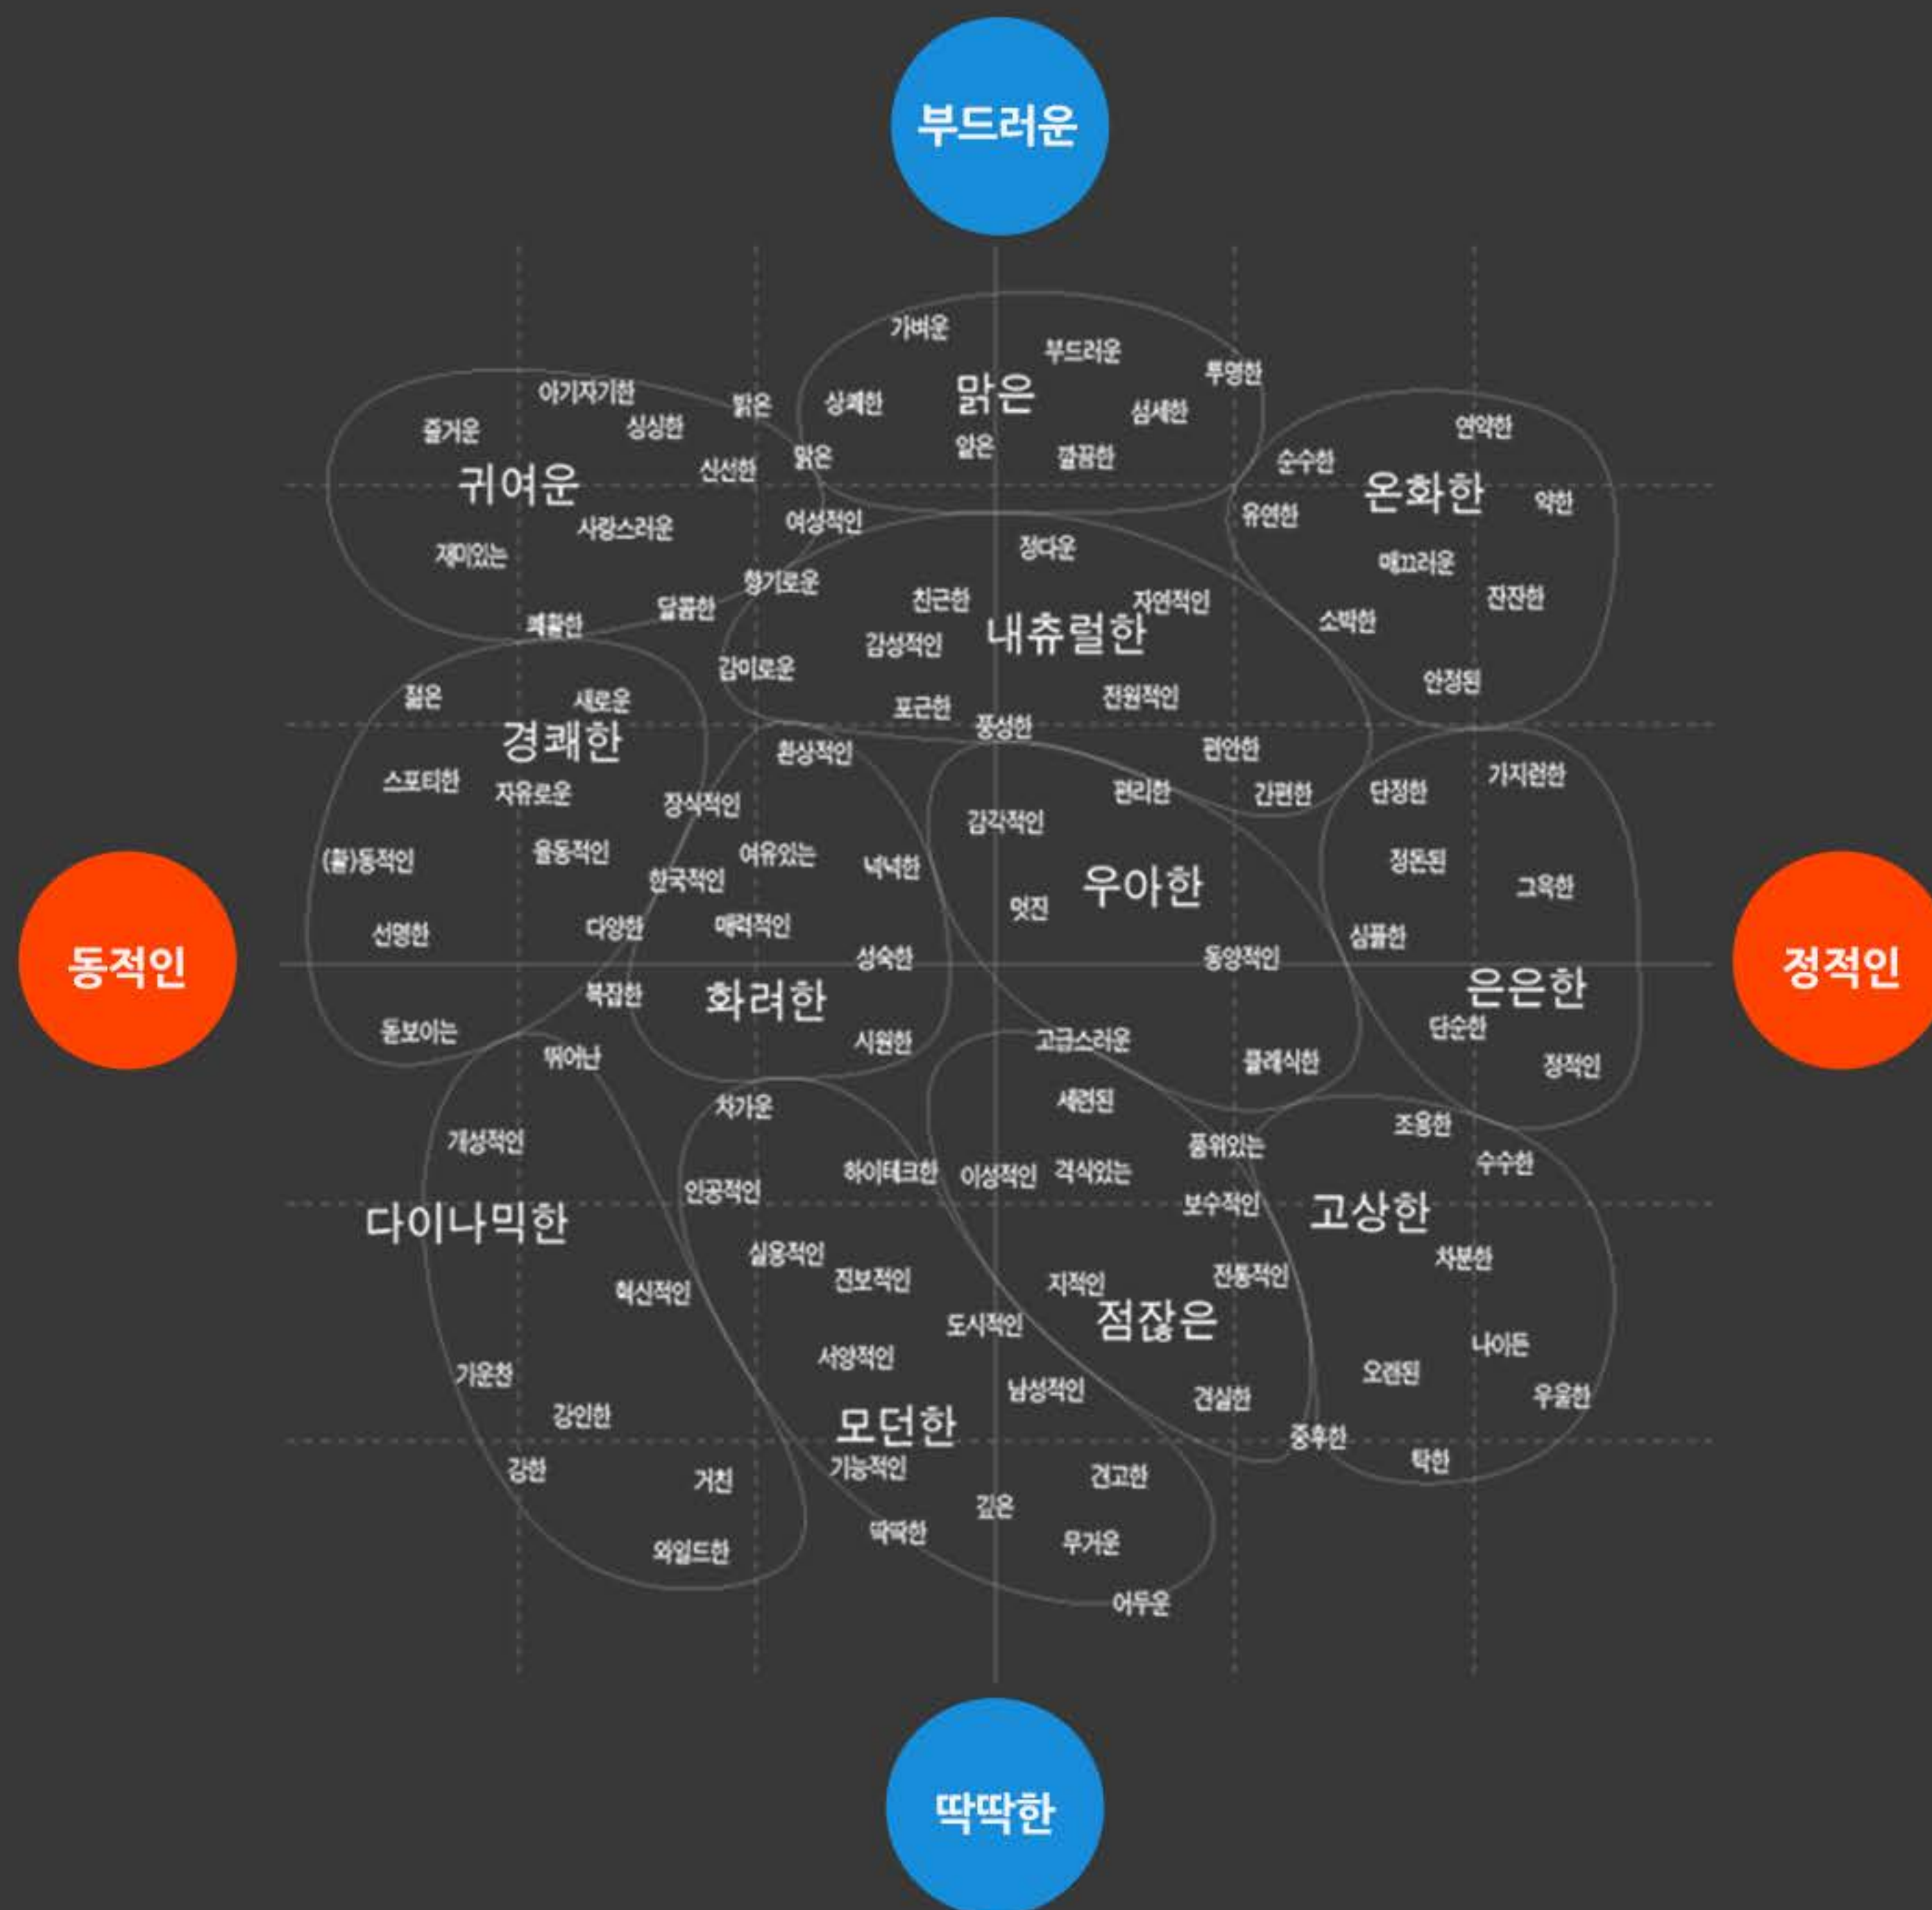 부드러운
가벼운
부드러운
투명한
맑은
상쾌한
섬세한
얇은
깔끔한
아기자기한
밝은
즐거운
싱싱한
맑은
신선한
귀여운
사랑스러운
여성적인
재미있는
향기로운
달콤한
쾌활한
연약한
순수한
온화한
약한
유연한
매끄러운
잔잔한
소박한
안정된
정다운
친근한
자연적인
내츄럴한
감성적인
감미로운
전원적인
포근한
풍성한
편안한
편리한
간편한
젊은
새로운
경쾌한
스포티한
자유로운
장식적인
(활)동적인
율동적인
한국적인
선명한
다양한
복잡한
돋보이는
환상적인
여유있는
넉넉한
매력적인
성숙한
화려한
시원한
감각적인
우아한
멋진
동양적인
고급스러운
클래식한
가지런한
단정한
정돈된
그윽한
심플한
은은한
단순한
정적인
동적인
정적인
뛰어난
개성적인
다이나믹한
혁신적인
기운찬
강인한
강한
거친
와일드한
차가운
하이테크한
인공적인
실용적인
진보적인
도시적인
서양적인
남성적인
모던한
기능적인
견고한
깊은
딱딱한
무거운
어두운
세련된
이성적인
격식있는
품위있는
보수적인
지적인
전통적인
점잖은
견실한
중후한
조용한
수수한
고상한
차분한
나이든
오랜된
우울한
탁한
딱딱한